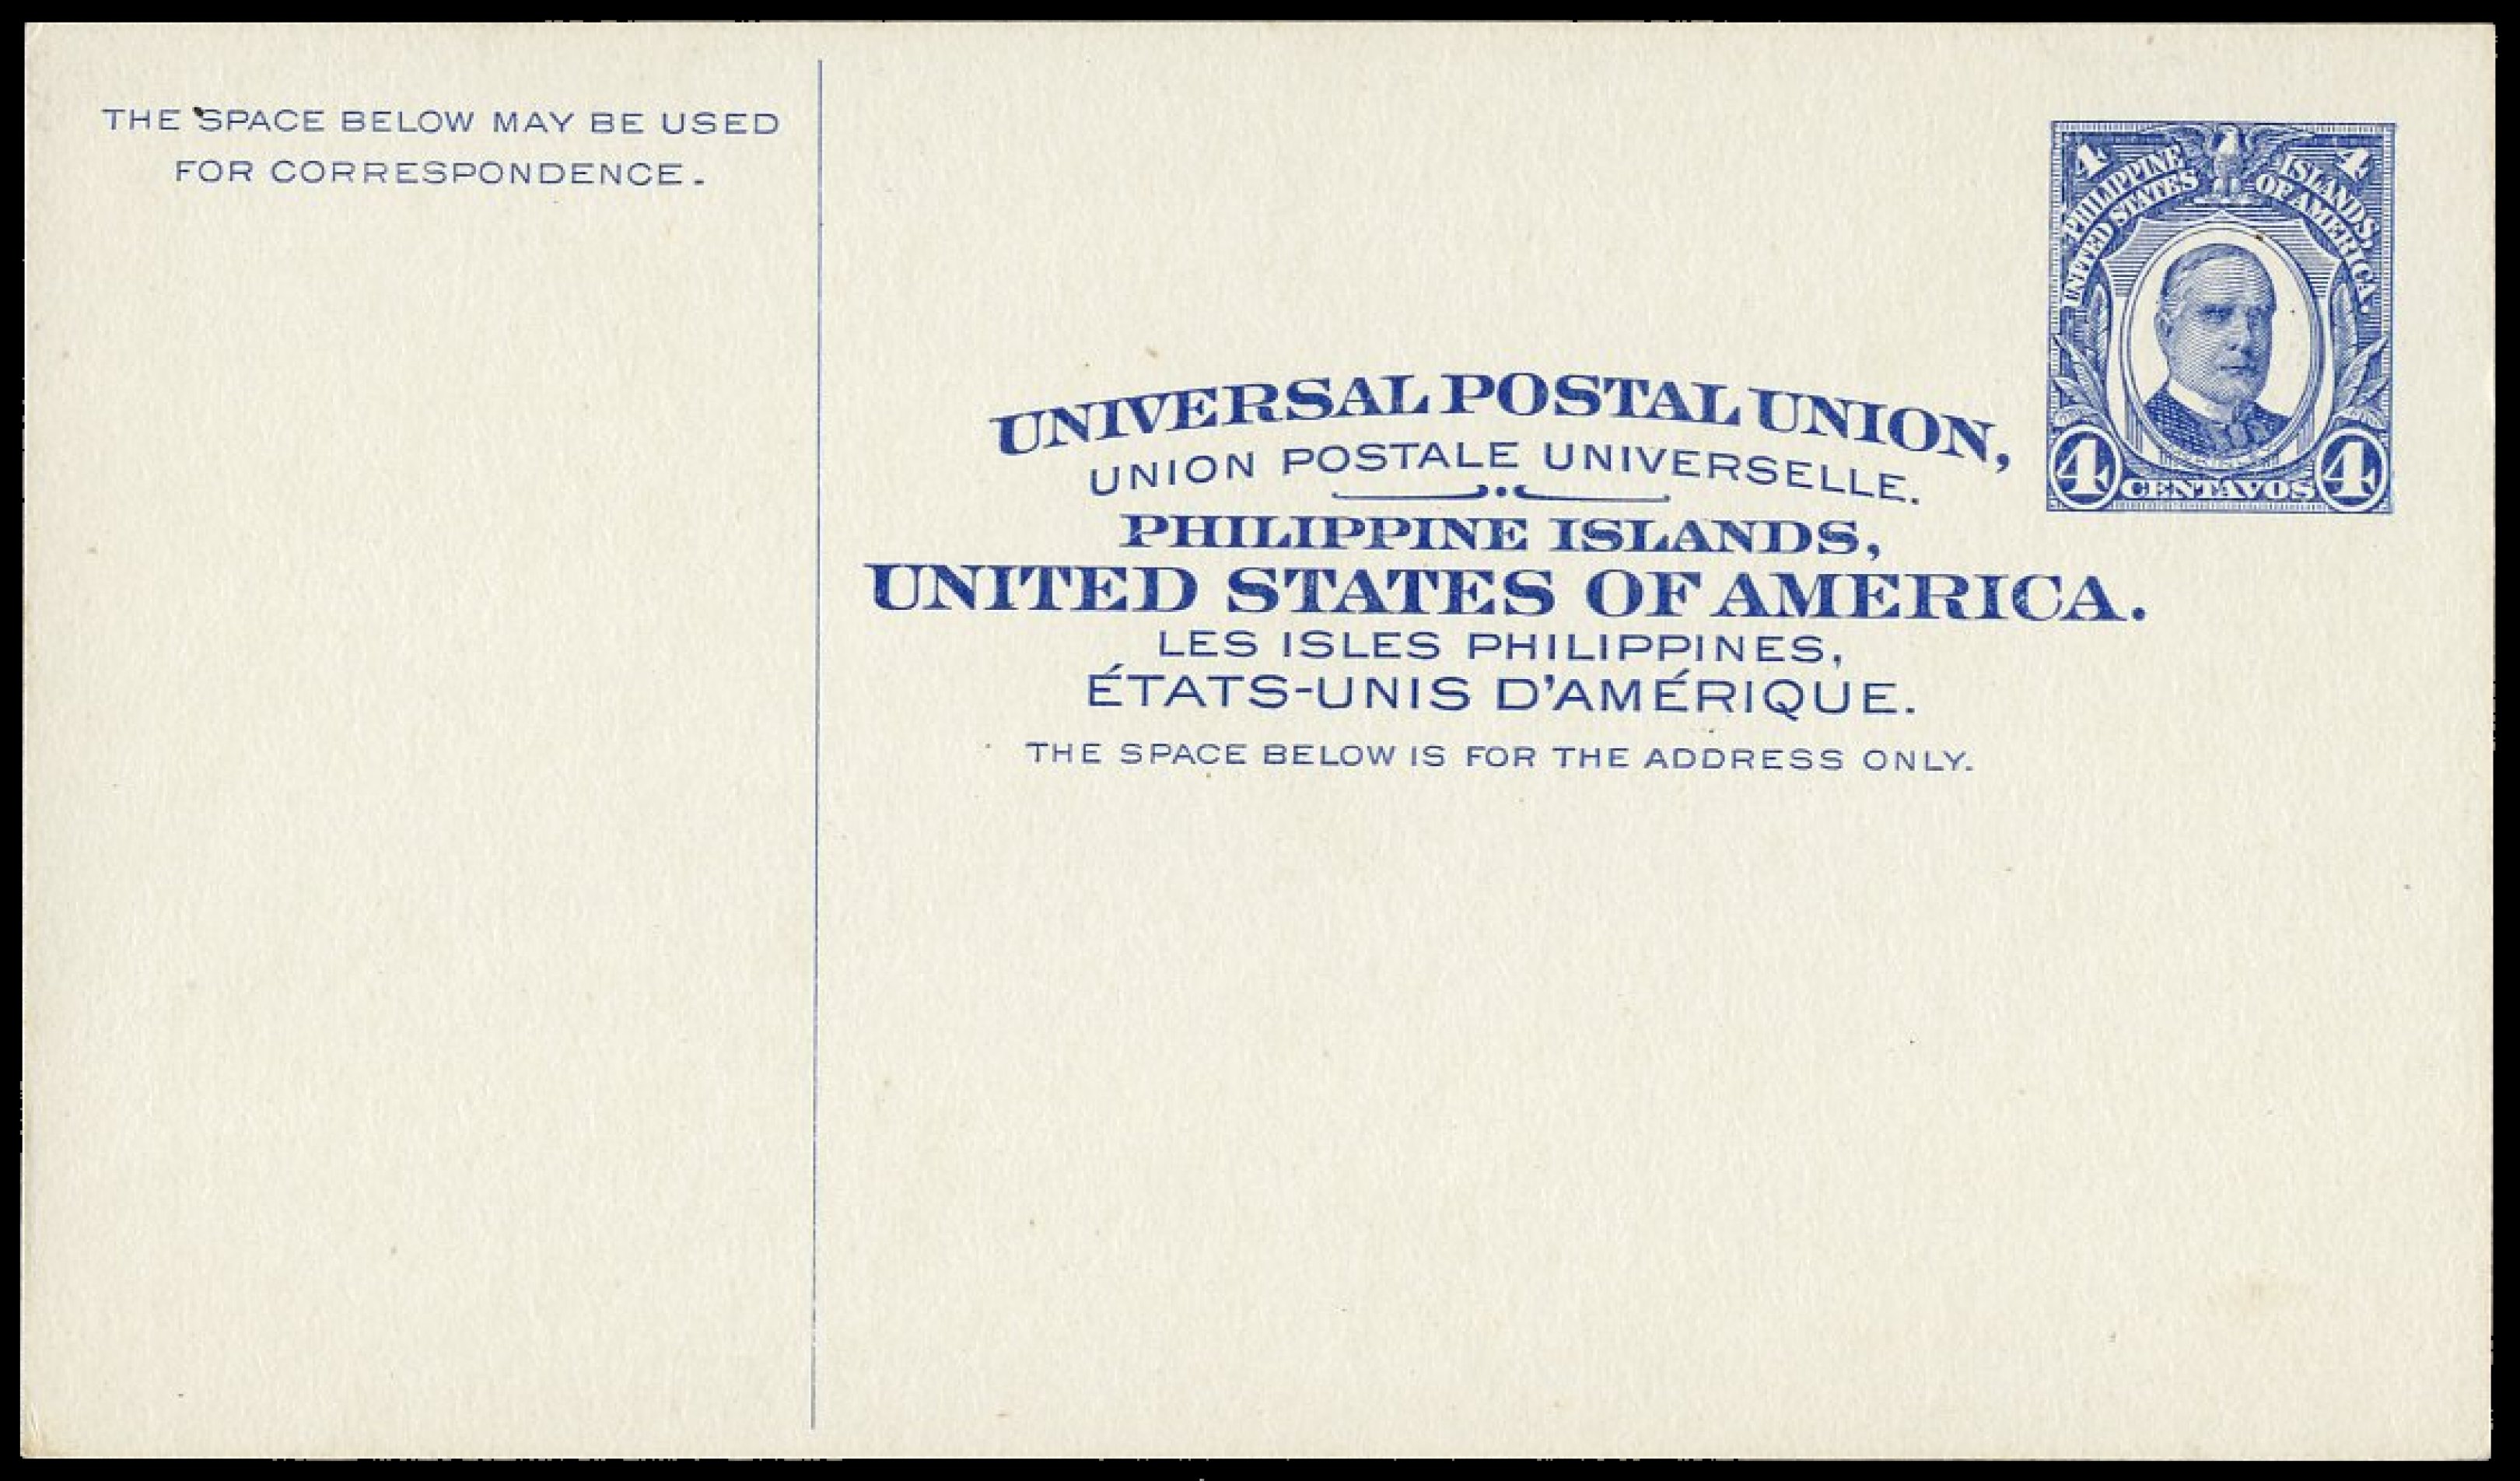 THE SPACE BELOW MAY BE USED
FOR CORRESPONDENCE.
4 4
PHILIPPINE ISLANDS,
UNITED STATES OF AMERICA.
4 CENTAVOS 4
UNIVERSAL POSTAL UNION,
UNION POSTALE UNIVERSELLE.
PHILIPPINE ISLANDS,
UNITED STATES OF AMERICA.
LES ISLES PHILIPPINES,
ÉTATS-UNIS D'AMÉRIQUE.
THE SPACE BELOW IS FOR THE ADDRESS ONLY.